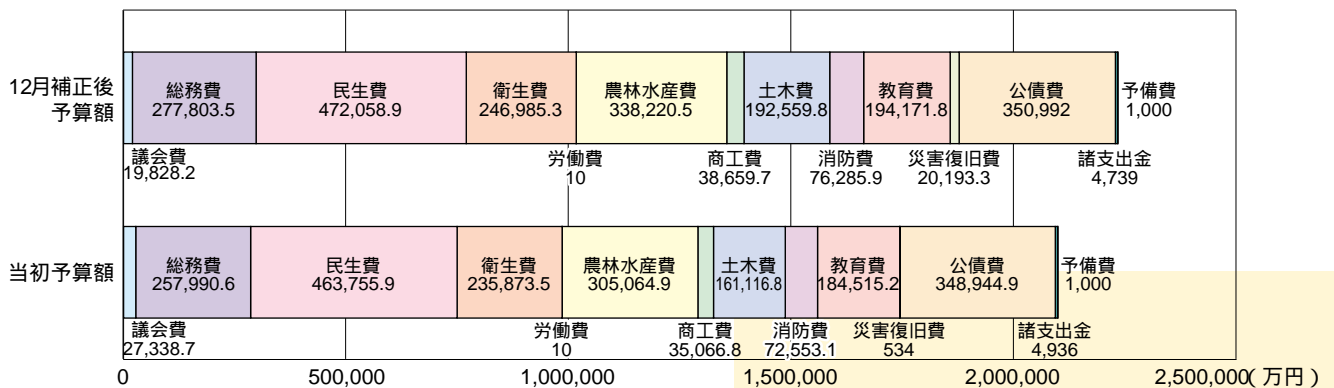 12月補正後
予算額
総務費
277,803.5
民生費
472,058.9
衛生費
246,985.3
農林水産費
338,220.5
土木費
192,559.8
教育費
194,171.8
公債費
350,992
予備費
1,000
議会費
19,828.2
労働費
10
商工費
38,659.7
消防費
76,285.9
災害復旧費
20,193.3
諸支出金
4,739
当初予算額
総務費
257,990.6
民生費
463,755.9
衛生費
235,873.5
農林水産費
305,064.9
土木費
161,116.8
教育費
184,515.2
公債費
348,944.9
予備費
1,000
議会費
27,338.7
労働費
10
商工費
35,066.8
消防費
72,553.1
災害復旧費
534
諸支出金
4,936
0 500,000 1,000,000 1,500,000 2,000,000 2,500,000(万円)